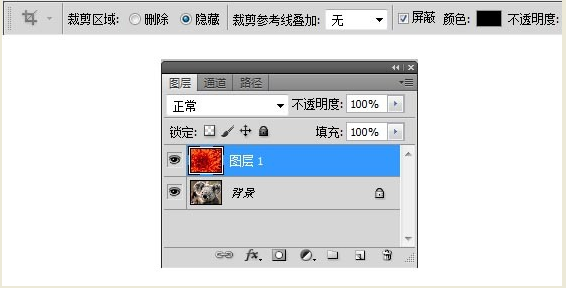 裁剪区域: 删除 隐藏 裁剪参考线叠加: 无 屏蔽 颜色: 不透明度:
图层 通道 路径
正常 不透明度: 100%
锁定: 填充: 100%
图层 1
背景
fx.